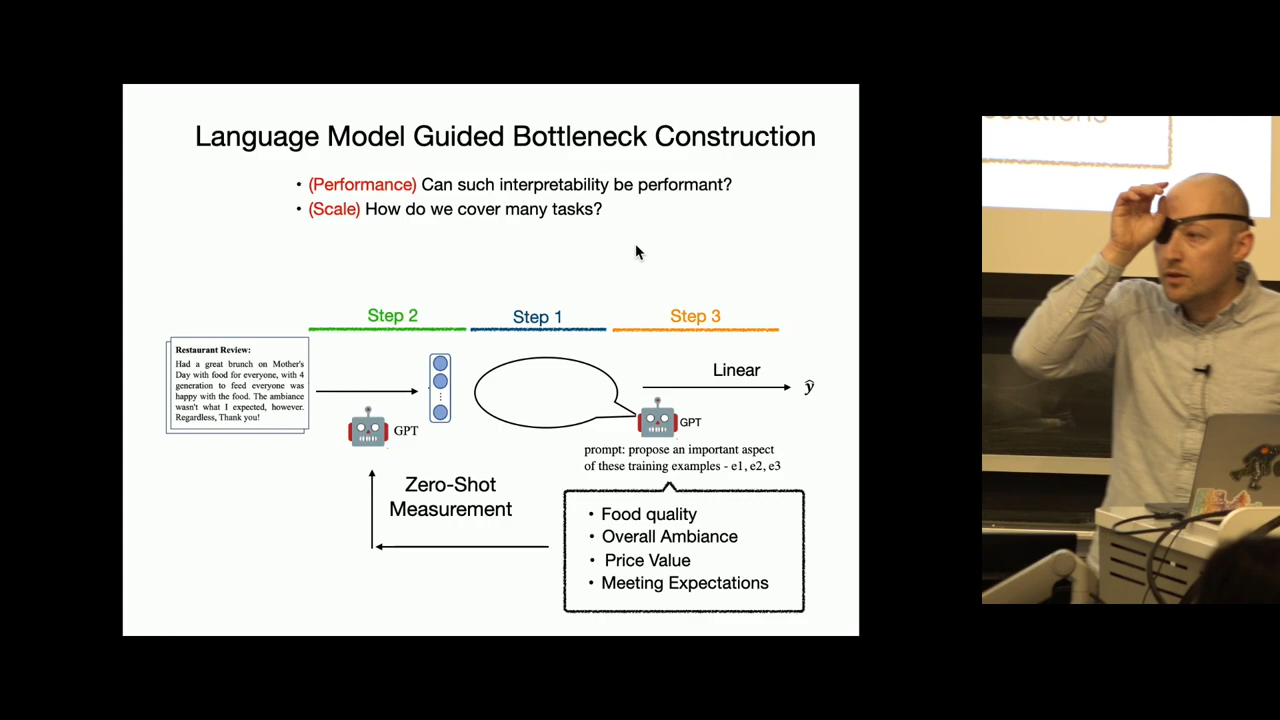 Language Model Guided Bottleneck Construction
• (Performance) Can such interpretability be performant?
• (Scale) How do we cover many tasks?
Step 2
Step 1
Step 3
Restaurant Review:
Had a great brunch on Mother's
Day with food for everyone, with 4
generation to feed everyone was
happy with the food. The ambiance
wasn't what I expected, however.
Regardless, Thank you!
GPT
Linear
ŷ
GPT
prompt: propose an important aspect
of these training examples - e1, e2, e3
Zero-Shot
Measurement
• Food quality
• Overall Ambiance
• Price Value
• Meeting Expectations